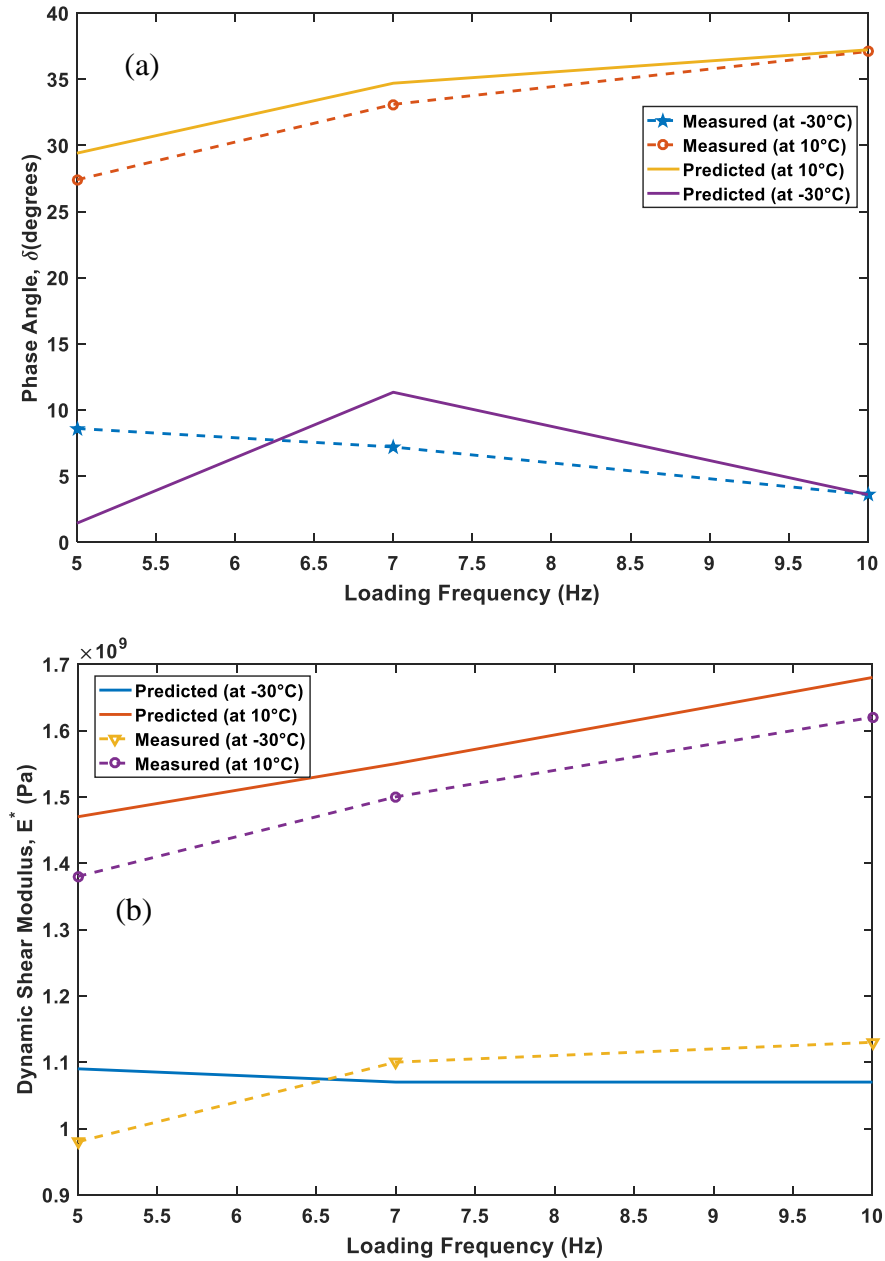 40
35
30
25
20
15
10
5
0
(a)
Measured (at -30°C)
Measured (at 10°C)
Predicted (at 10°C)
Predicted (at -30°C)
Phase Angle, δ(degrees)
5 5.5 6 6.5 7 7.5 8 8.5 9 9.5 10
Loading Frequency (Hz)
×10^9
1.7
1.6
1.5
1.4
1.3
1.2
1.1
1
0.9
Predicted (at -30°C)
Predicted (at 10°C)
Measured (at -30°C)
Measured (at 10°C)
(b)
Dynamic Shear Modulus, E* (Pa)
5 5.5 6 6.5 7 7.5 8 8.5 9 9.5 10
Loading Frequency (Hz)